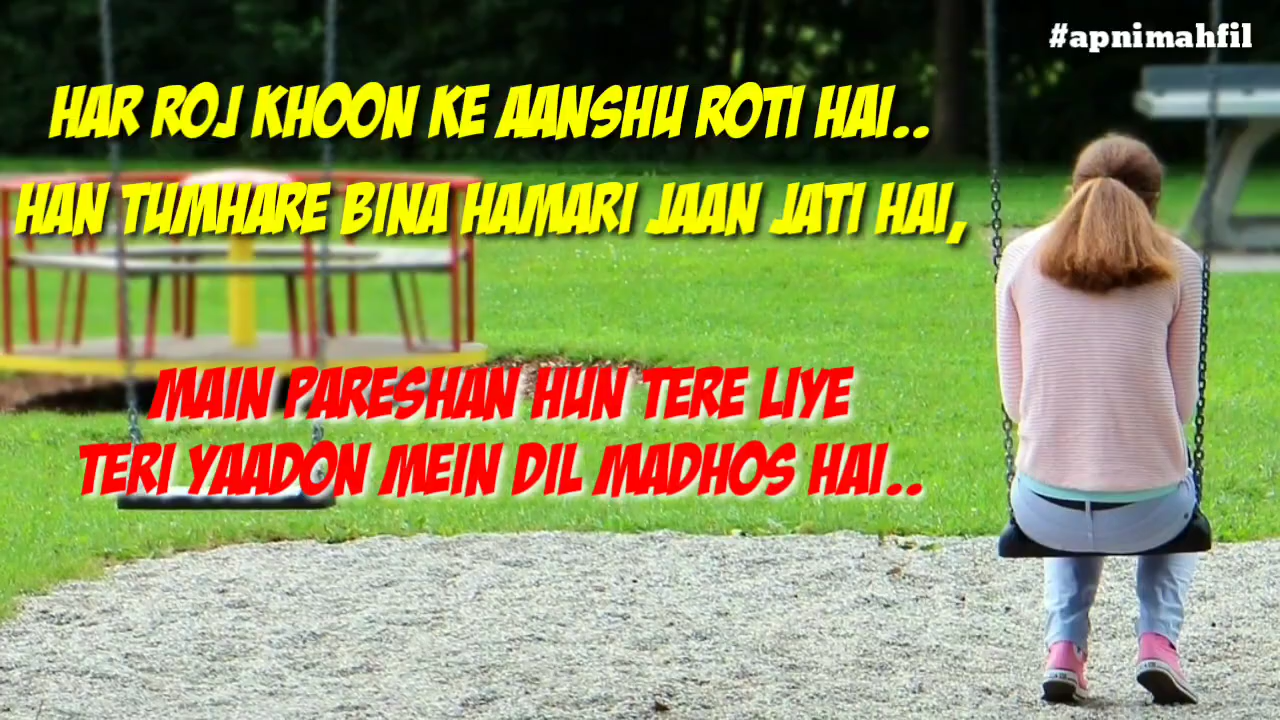 #apnimahfil
HAR ROJ KHOON KE AANSHU ROTI HAI..
HAN TUMHARE BINA HAMARI JAAN JATI HAI,
MAIN PARESHAN HUN TERE LIYE
TERI YAADON MEIN DIL MADHOS HAI..